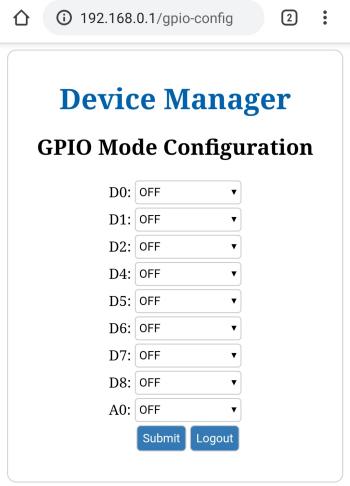 192.168.0.1/gpio-config
2
Device Manager
GPIO Mode Configuration
D0: OFF
D1: OFF
D2: OFF
D4: OFF
D5: OFF
D6: OFF
D7: OFF
D8: OFF
A0: OFF
Submit Logout